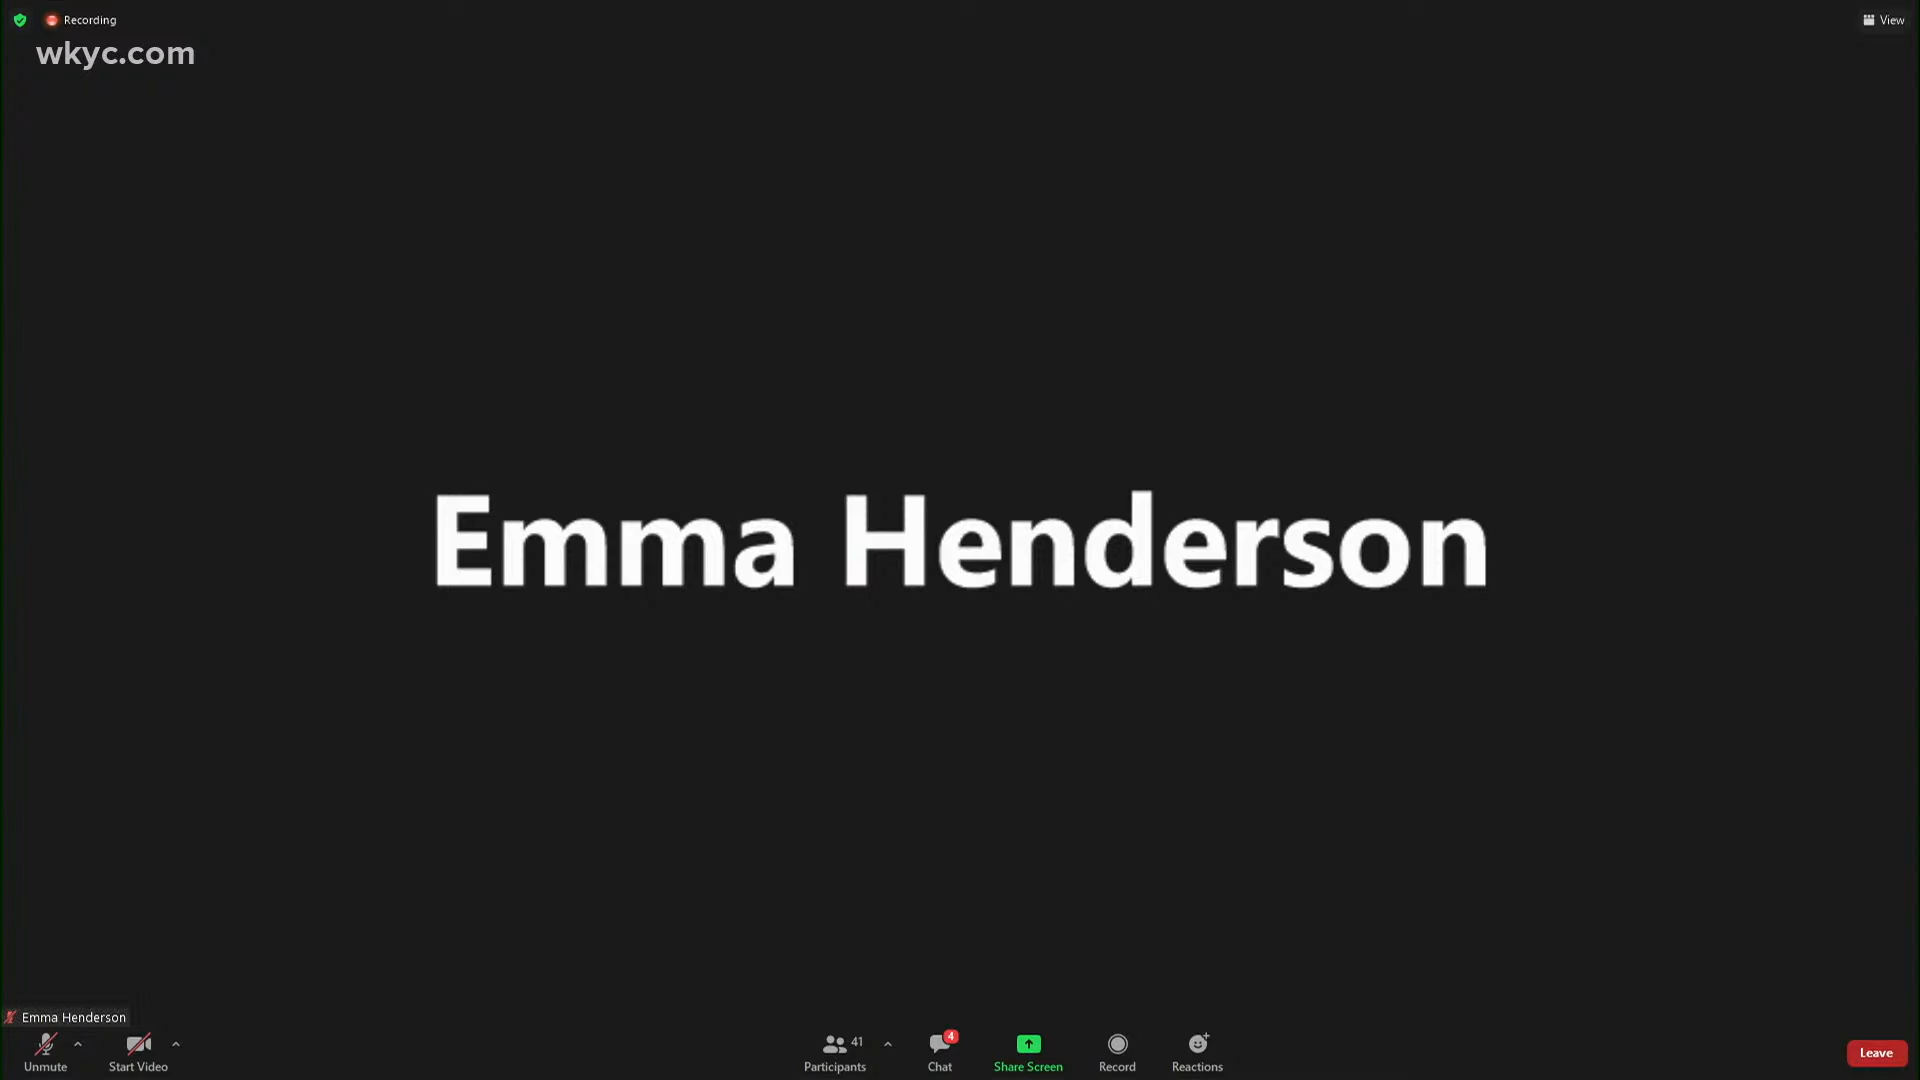 Recording
View
wkyc.com
Emma Henderson
Emma Henderson
41
4
Unmute
Start Video
Participants
Chat
Share Screen
Record
Reactions
Leave